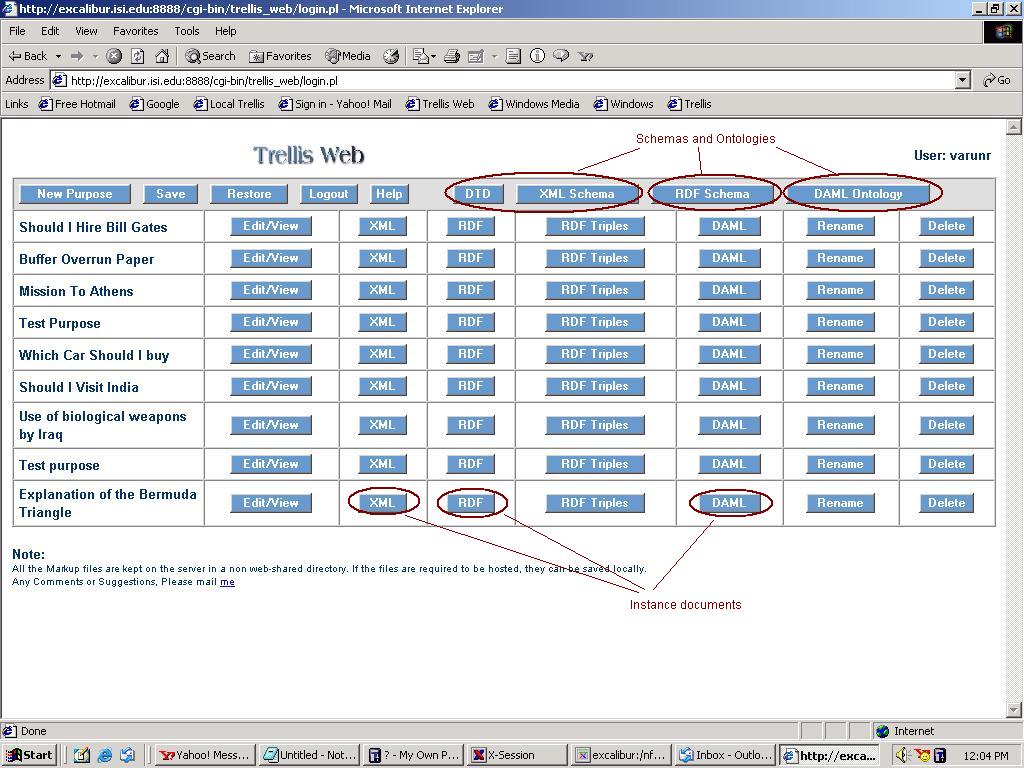 http://excalibur.isi.edu:8888/cgi-bin/trellis_web/login.pl - Microsoft Internet Explorer
File Edit View Favorites Tools Help
Back Search Favorites Media
Address http://excalibur.isi.edu:8888/cgi-bin/trellis_web/login.pl Go
Links Free Hotmail Google Local Trellis Sign in - Yahoo! Mail Trellis Web Windows Media Windows Trellis
Schemas and Ontologies
Trellis Web User: varunr
New Purpose Save Restore Logout Help DTD XML Schema RDF Schema DAML Ontology
Should I Hire Bill Gates Edit/View XML RDF RDF Triples DAML Rename Delete
Buffer Overrun Paper Edit/View XML RDF RDF Triples DAML Rename Delete
Mission To Athens Edit/View XML RDF RDF Triples DAML Rename Delete
Test Purpose Edit/View XML RDF RDF Triples DAML Rename Delete
Which Car Should I buy Edit/View XML RDF RDF Triples DAML Rename Delete
Should I Visit India Edit/View XML RDF RDF Triples DAML Rename Delete
Use of biological weapons
by Iraq Edit/View XML RDF RDF Triples DAML Rename Delete
Test purpose Edit/View XML RDF RDF Triples DAML Rename Delete
Explanation of the Bermuda
Triangle Edit/View XML RDF RDF Triples DAML Rename Delete
Note:
All the Markup files are kept on the server in a non web-shared directory. If the files are required to be hosted, they can be saved locally.
Any Comments or Suggestions, Please mail me
Instance documents
Done Internet
Start Yahoo! Mess... Untitled - Not... ? - My Own P... X-Session excalibur:/nf... Inbox - Outlo... http://exca... 12:04 PM